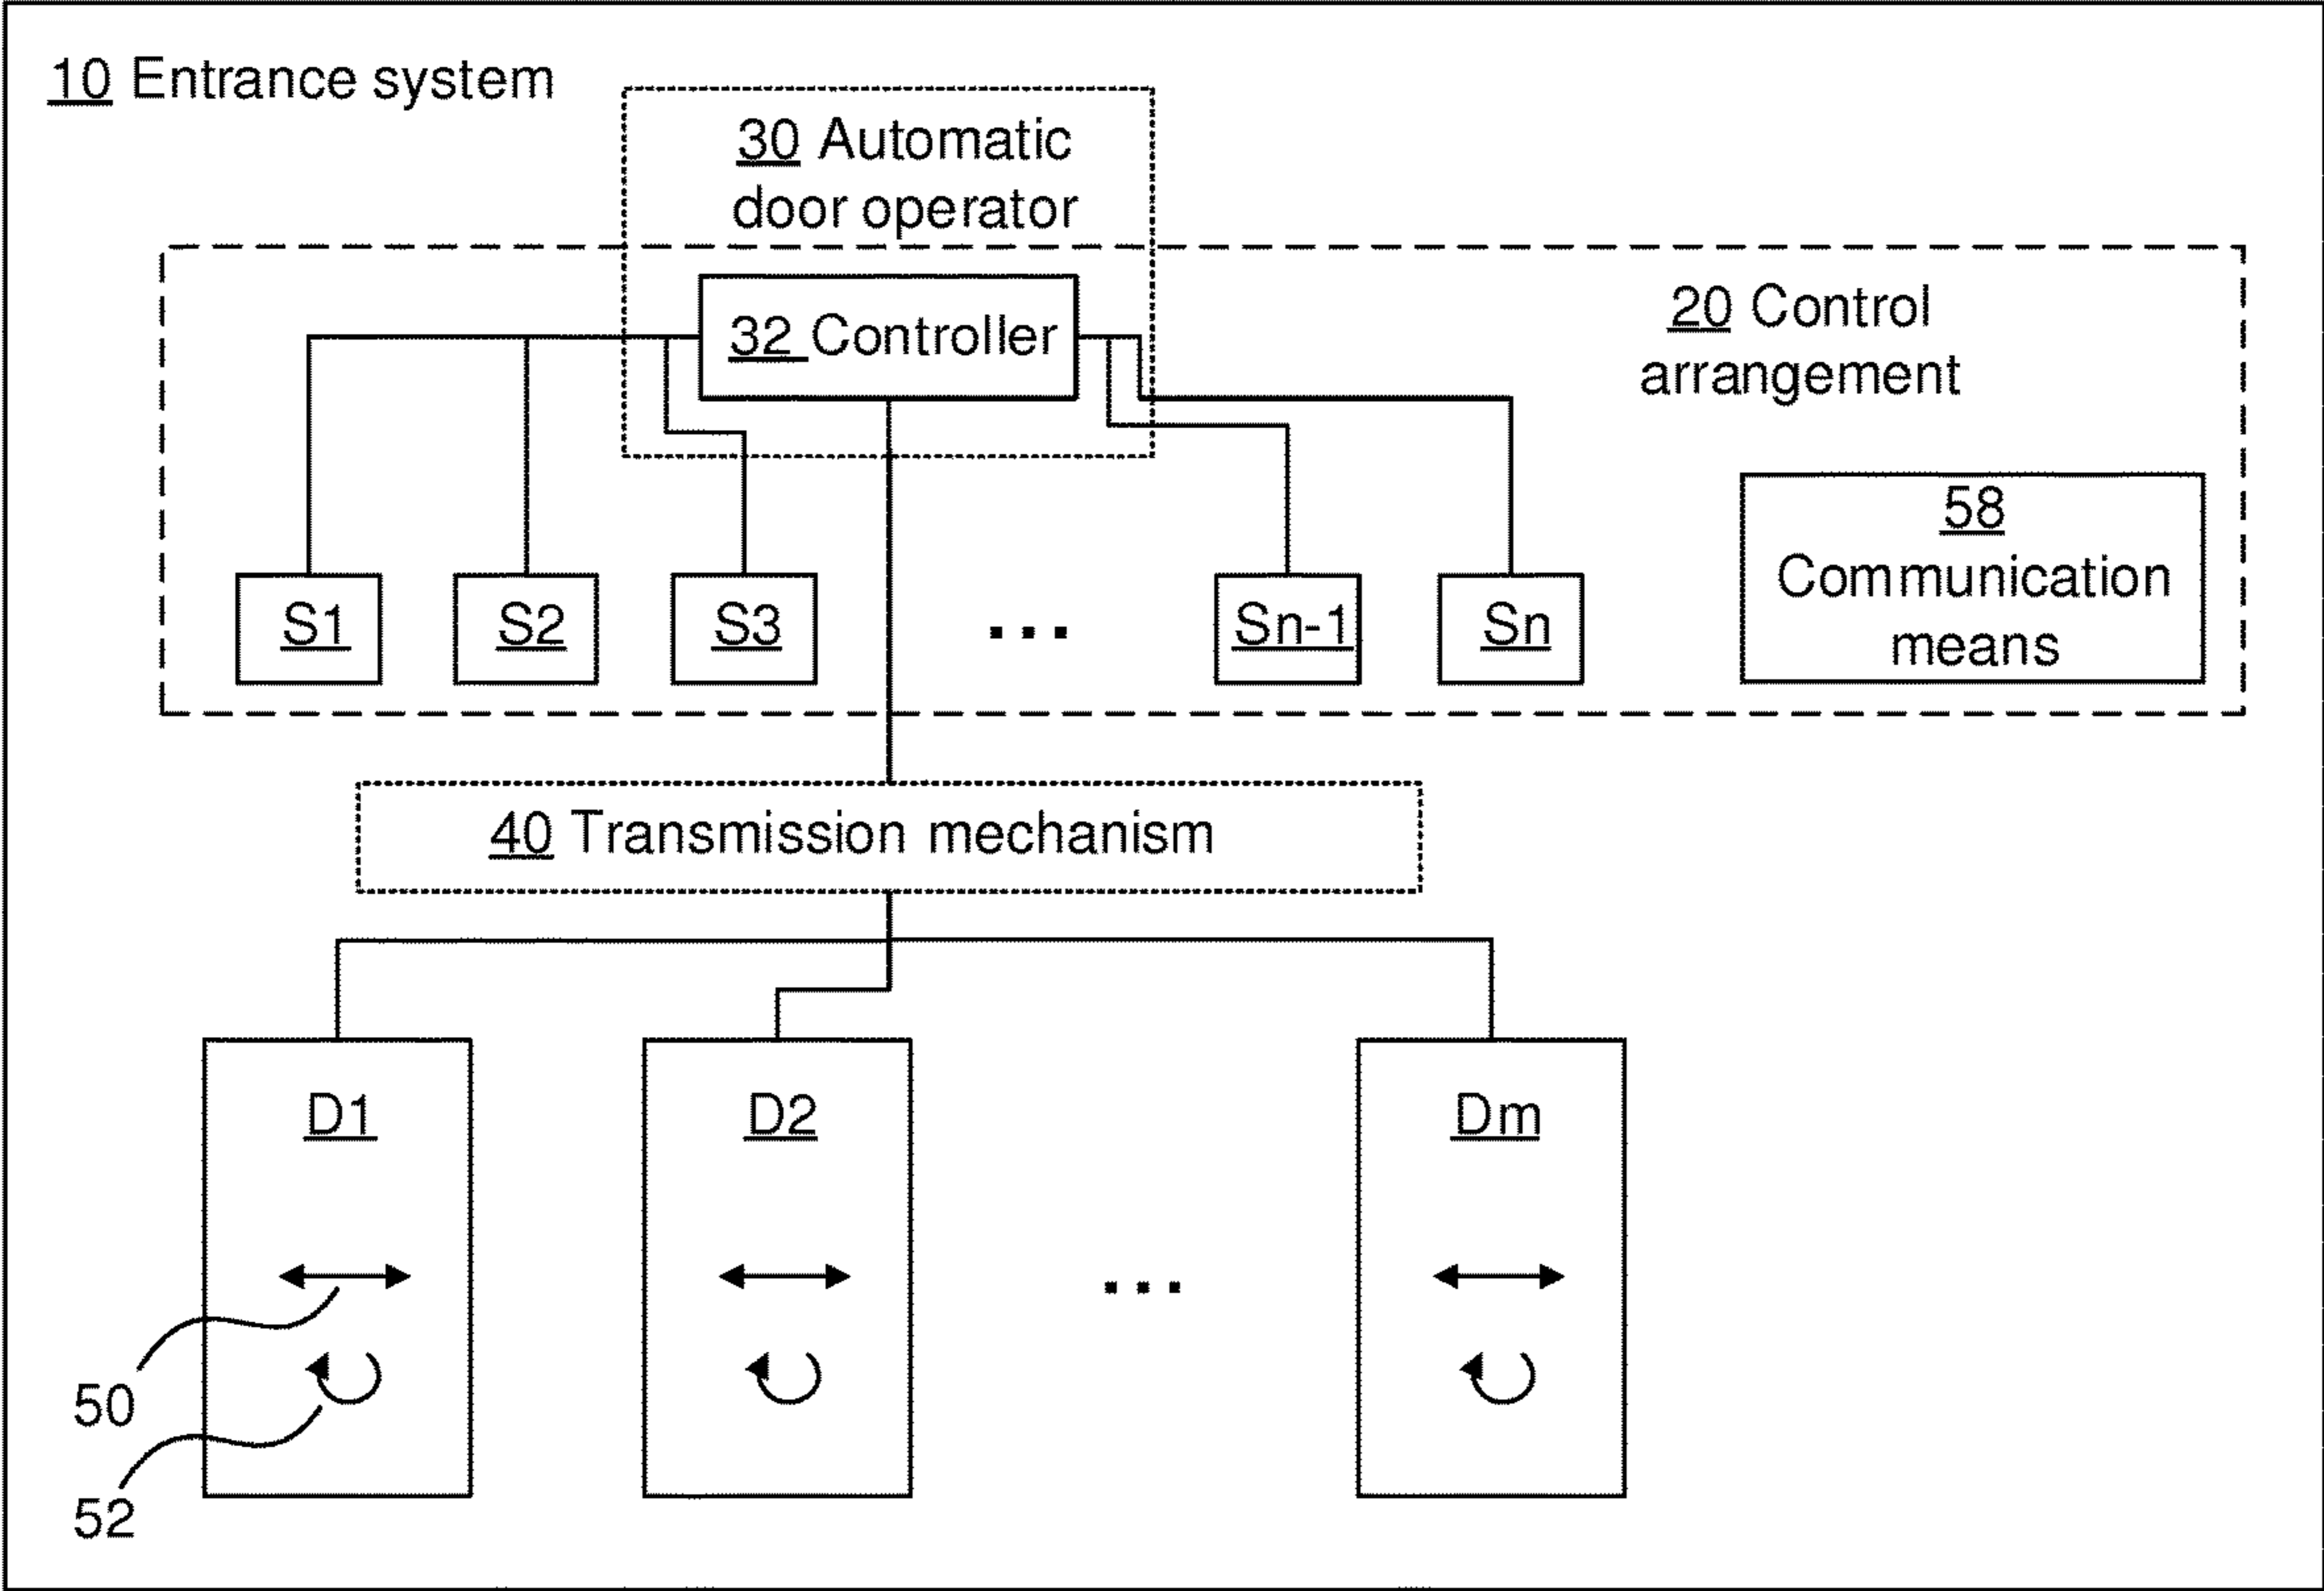 10 Entrance system
30 Automatic
door operator
32 Controller
20 Control
arrangement
58
Communication
means
S1 S2 S3 ... Sn-1 Sn
40 Transmission mechanism
D1 D2 ... Dm
50
52